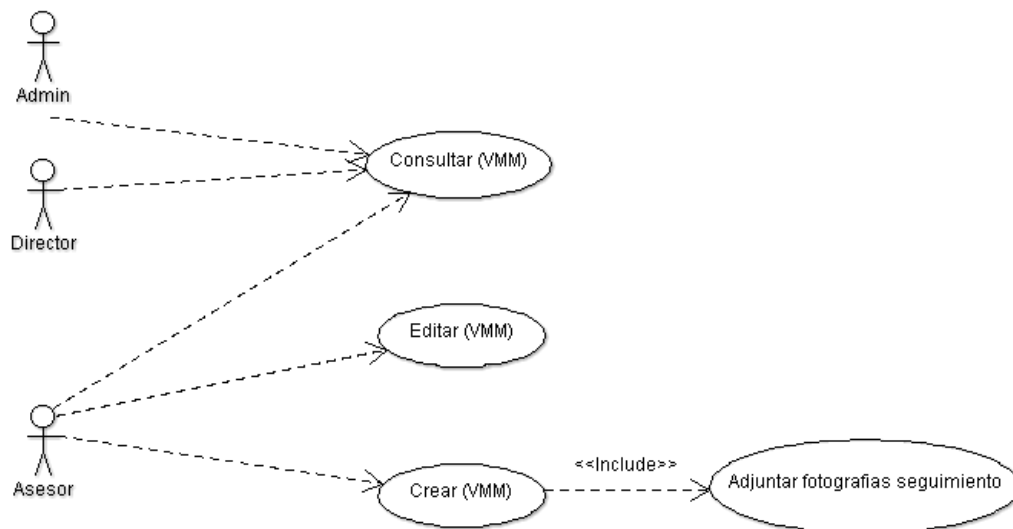 Admin
Consultar (VMM)
Director
Editar (VMM)
Asesor
Crear (VMM)
<<Include>>
Adjuntar fotografias seguimiento